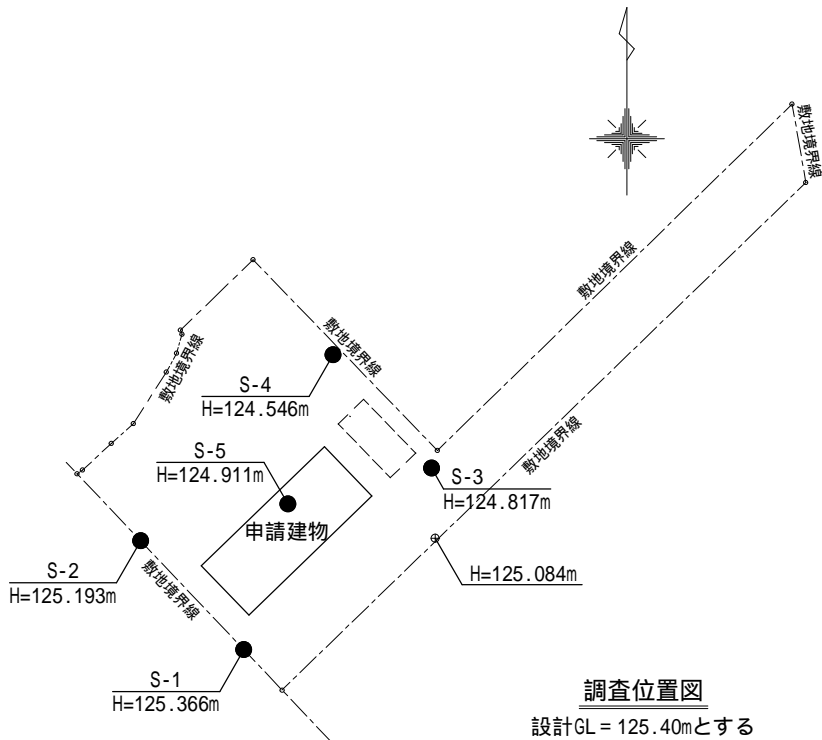 敷地境界線
敷地境界線
敷地境界線
敷地境界線
S-4
H=124.546m
敷地境界線
S-5
H=124.911m
S-3
H=124.817m
申請建物
S-2
H=125.193m
敷地境界線
H=125.084m
S-1
H=125.366m
調査位置図
設計GL=125.40mとする